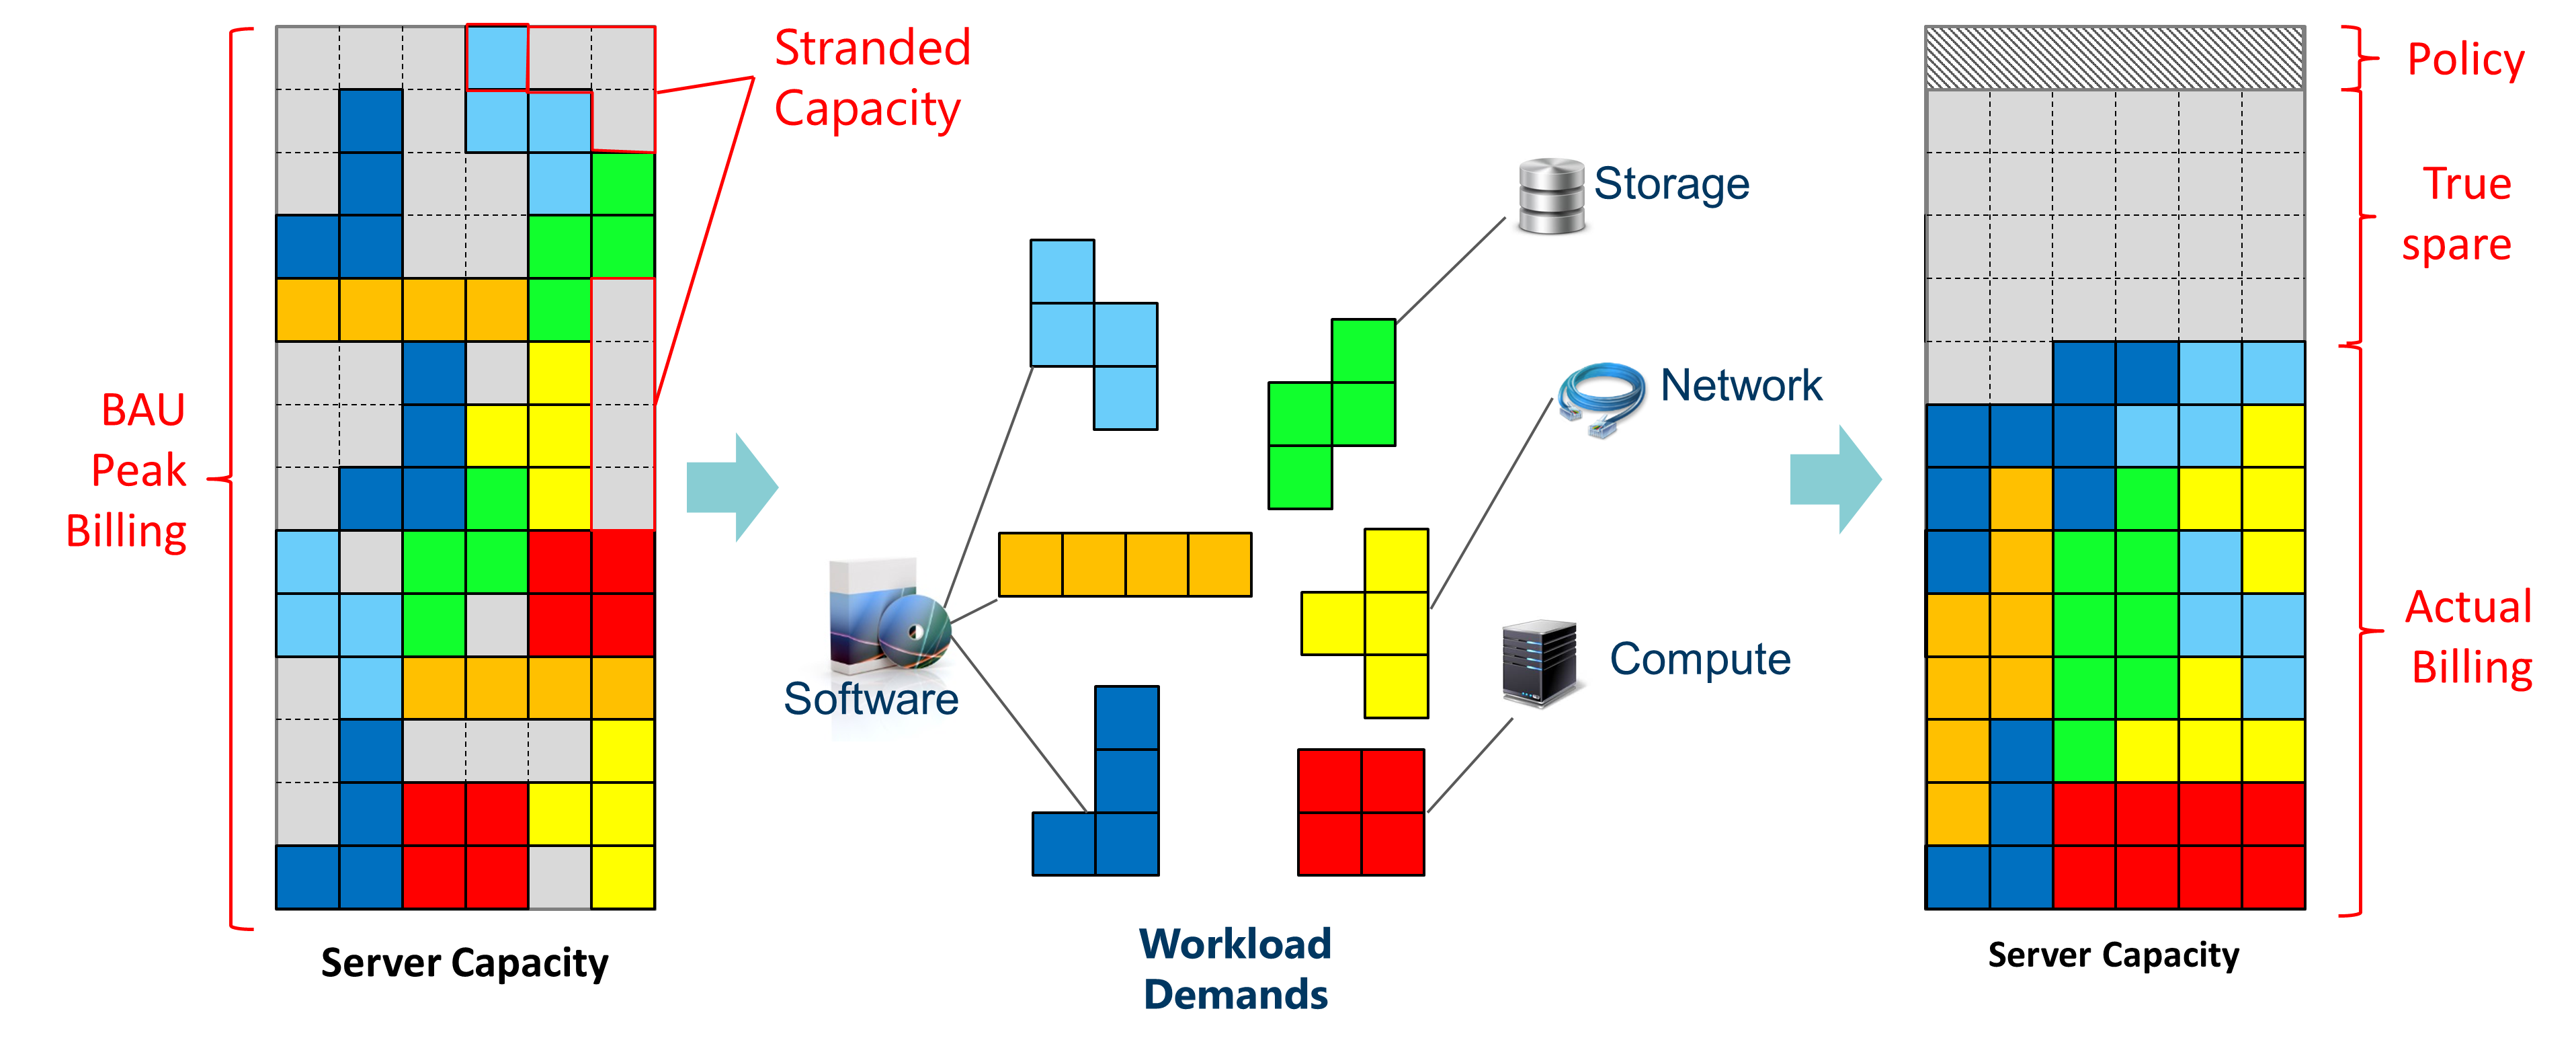 Stranded
Capacity
BAU
Peak
Billing
Server Capacity
Storage
Network
Software
Compute
Workload
Demands
Policy
True
spare
Actual
Billing
Server Capacity